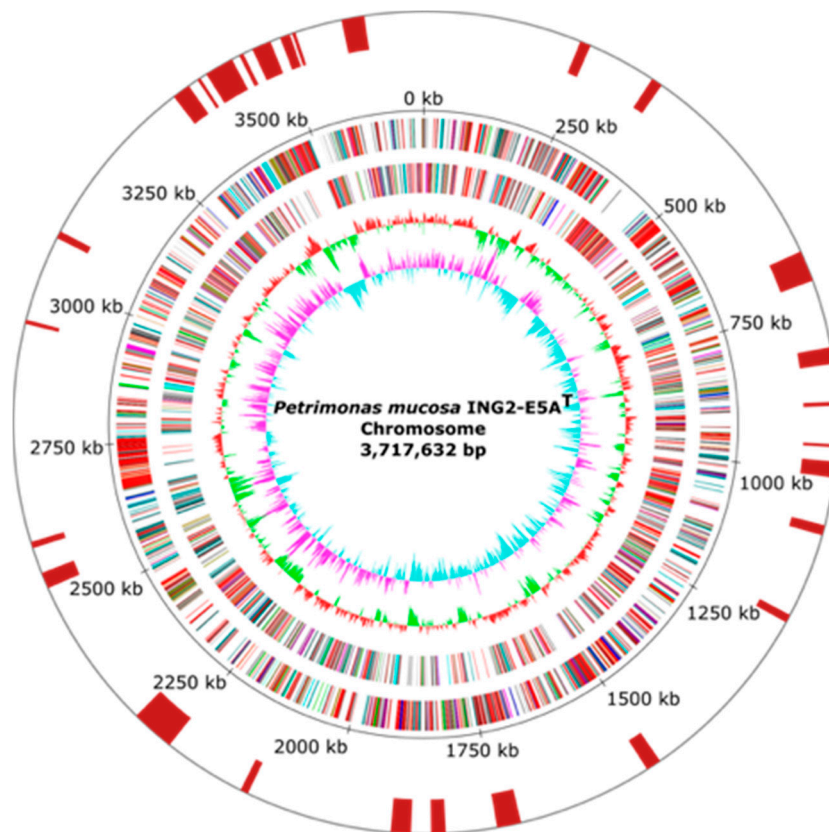 0 kb
250 kb
500 kb
750 kb
1000 kb
1250 kb
1500 kb
1750 kb
2000 kb
2250 kb
2500 kb
2750 kb
3000 kb
3250 kb
3500 kb
Petrimonas mucosa ING2-E5Aᵀ
Chromosome
3,717,632 bp